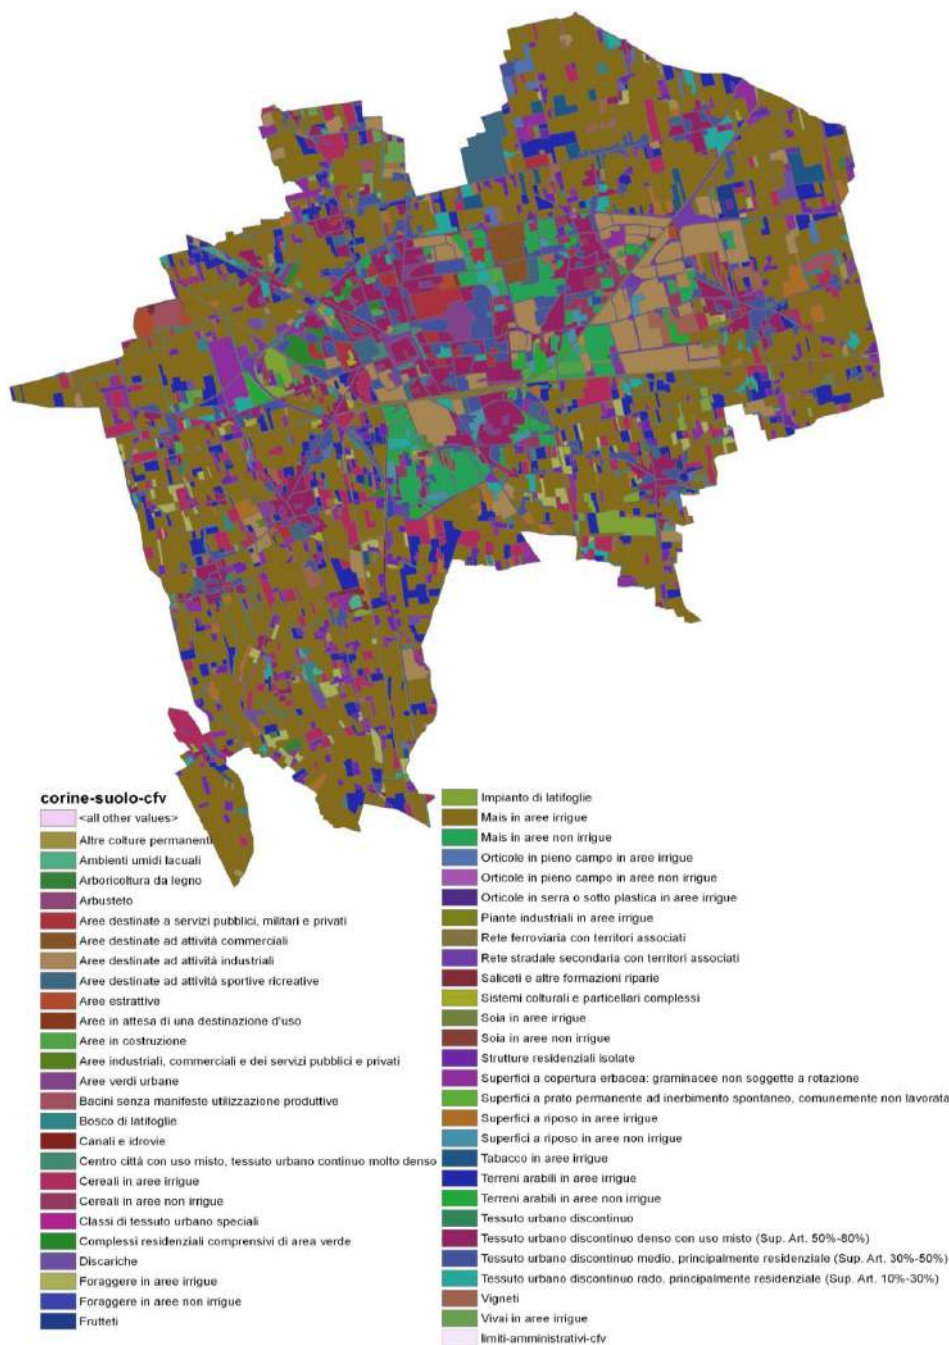 corine-suolo-cfv
<all other values>
Altre colture permanenti
Ambienti umidi lacuali
Arboricoltura da legno
Arbusteto
Aree destinate a servizi pubblici, militari e privati
Aree destinate ad attività commerciali
Aree destinate ad attività industriali
Aree destinate ad attività sportive ricreative
Aree estrattive
Aree in attesa di una destinazione d'uso
Aree in costruzione
Aree industriali, commerciali e dei servizi pubblici e privati
Aree verdi urbane
Bacini senza manifeste utilizzazione produttive
Bosco di latifoglie
Canali e idrovie
Centro città con uso misto, tessuto urbano continuo molto denso
Cereali in aree irrigue
Cereali in aree non irrigue
Classi di tessuto urbano speciali
Complessi residenziali comprensivi di area verde
Discariche
Foraggere in aree irrigue
Foraggere in aree non irrigue
Frutteti
Impianto di latifoglie
Mais in aree irrigue
Mais in aree non irrigue
Orticole in pieno campo in aree irrigue
Orticole in pieno campo in aree non irrigue
Orticole in serra o sotto plastica in aree irrigue
Piante industriali in aree irrigue
Rete ferroviaria con territori associati
Rete stradale secondaria con territori associati
Saliceti e altre formazioni riparie
Sistemi colturali e particellari complessi
Soia in aree irrigue
Soia in aree non irrigue
Strutture residenziali isolate
Superfici a copertura erbacea: graminacee non soggette a rotazione
Superfici a prato permanente ad inerbimento spontaneo, comunemente non lavorata
Superfici a riposo in aree irrigue
Superfici a riposo in aree non irrigue
Tabacco in aree irrigue
Terreni arabili in aree irrigue
Terreni arabili in aree non irrigue
Tessuto urbano discontinuo
Tessuto urbano discontinuo denso con uso misto (Sup. Art. 50%-80%)
Tessuto urbano discontinuo medio, principalmente residenziale (Sup. Art. 30%-50%)
Tessuto urbano discontinuo rado, principalmente residenziale (Sup. Art. 10%-30%)
Vigneti
Vivai in aree irrigue
limiti-amministrativi-cfv